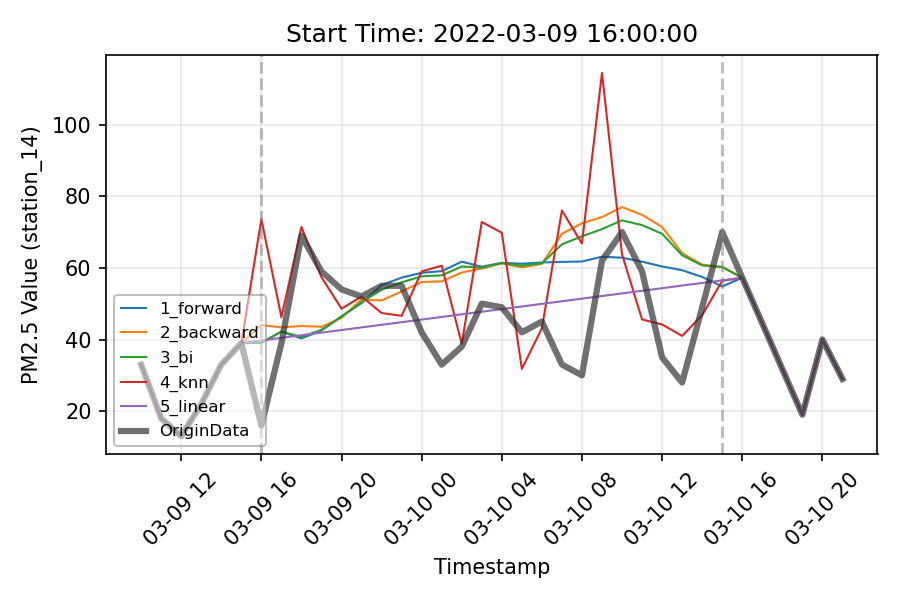 Start Time: 2022-03-09 16:00:00
PM2.5 Value (station_14)
100
80
60
40
20
1_forward
2_backward
3_bi
4_knn
5_linear
OriginData
03-09 12
03-09 16
03-09 20
03-10 00
03-10 04
03-10 08
03-10 12
03-10 16
03-10 20
Timestamp